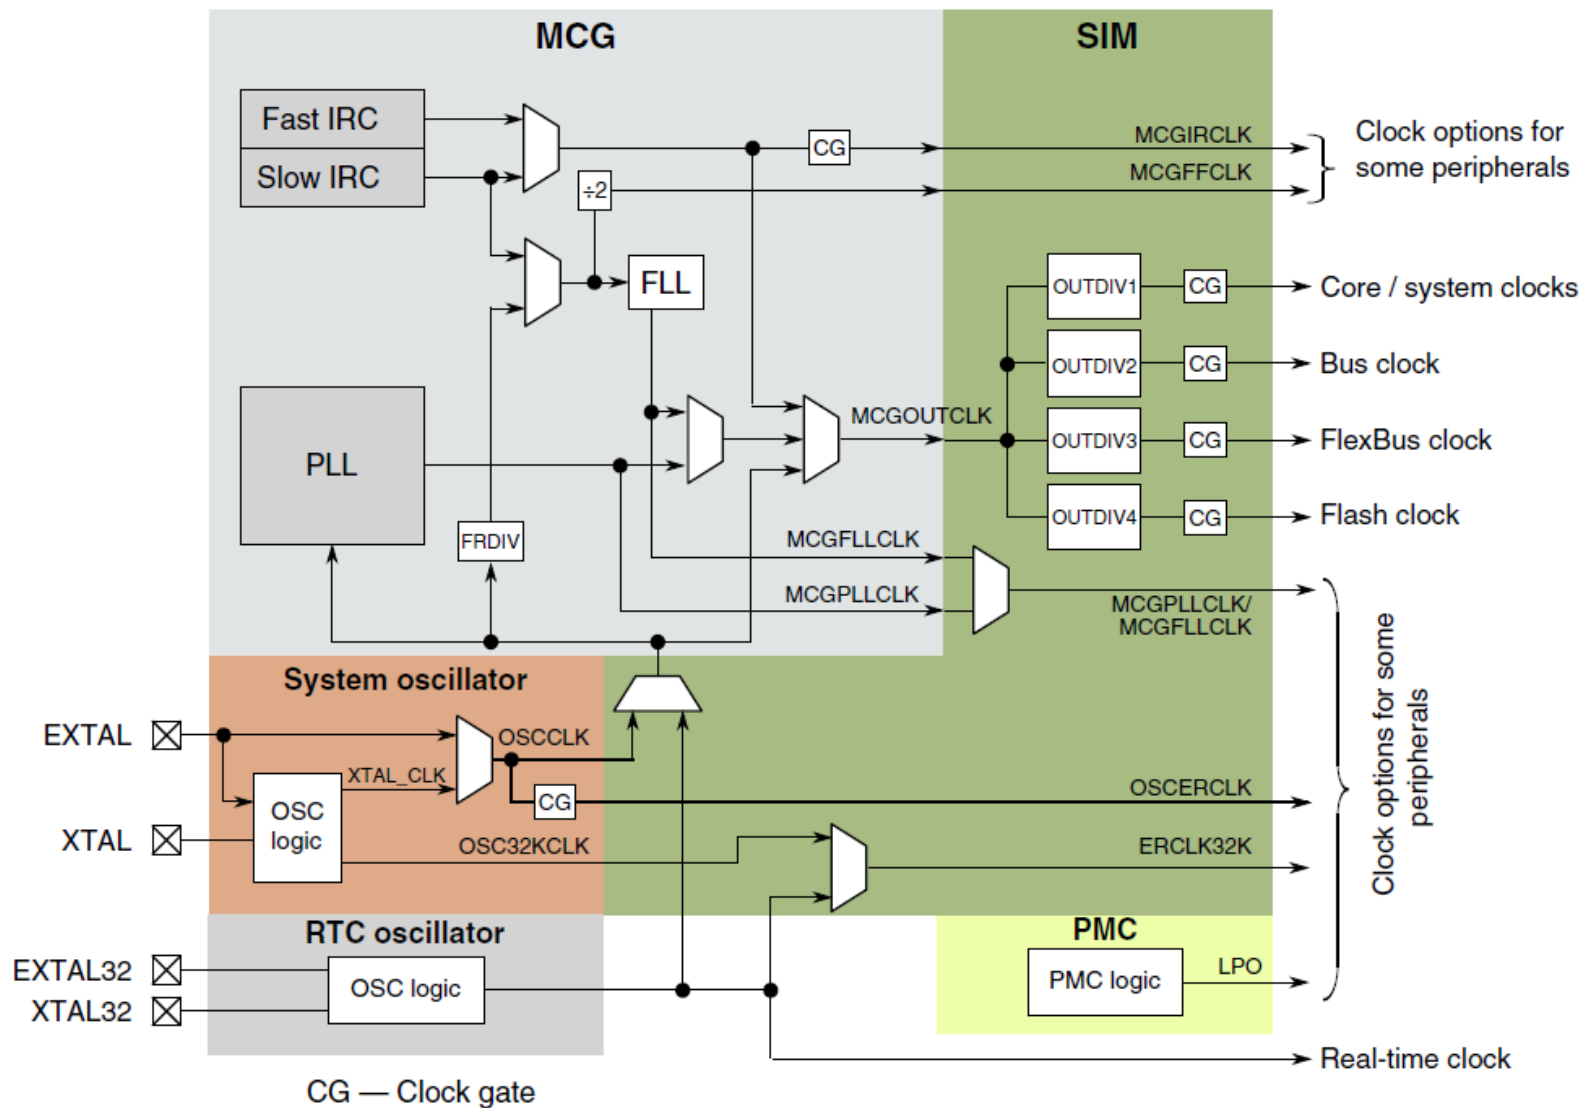 MCG
SIM
Fast IRC
Slow IRC
CG
÷2
MCGIRCLK
MCGFFCLK
Clock options for
some peripherals
FLL
OUTDIV1
CG
Core / system clocks
OUTDIV2
CG
Bus clock
PLL
MCGOUTCLK
OUTDIV3
CG
FlexBus clock
OUTDIV4
CG
Flash clock
FRDIV
MCGFLLCLK
MCGPLLCLK
MCGPLLCLK/
MCGFLLCLK
System oscillator
EXTAL
OSCCLK
XTAL_CLK
OSC
logic
CG
XTAL
OSC32KCLK
OSCERCLK
ERCLK32K
Clock options for some
peripherals
RTC oscillator
PMC
EXTAL32
XTAL32
OSC logic
PMC logic
LPO
Real-time clock
CG — Clock gate